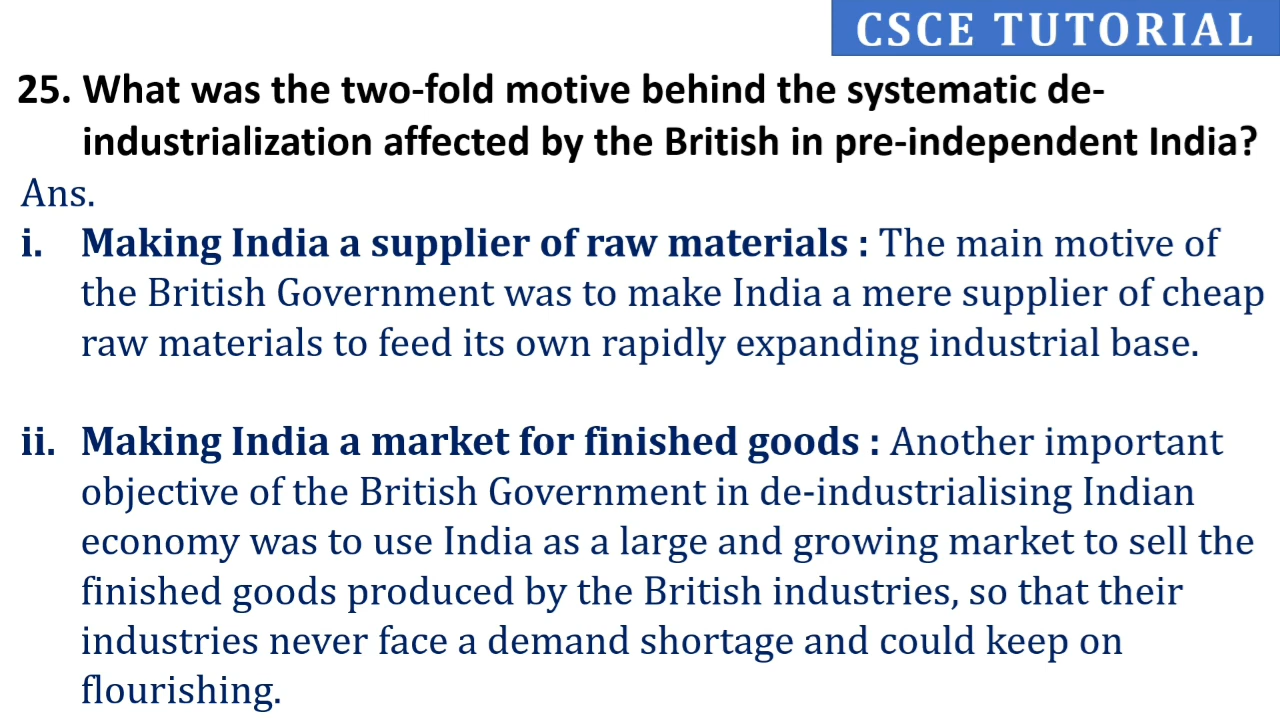 CSCE TUTORIAL
25. What was the two-fold motive behind the systematic de-
industrialization affected by the British in pre-independent India?
Ans.
i. Making India a supplier of raw materials : The main motive of
the British Government was to make India a mere supplier of cheap
raw materials to feed its own rapidly expanding industrial base.
ii. Making India a market for finished goods : Another important
objective of the British Government in de-industrialising Indian
economy was to use India as a large and growing market to sell the
finished goods produced by the British industries, so that their
industries never face a demand shortage and could keep on
flourishing.